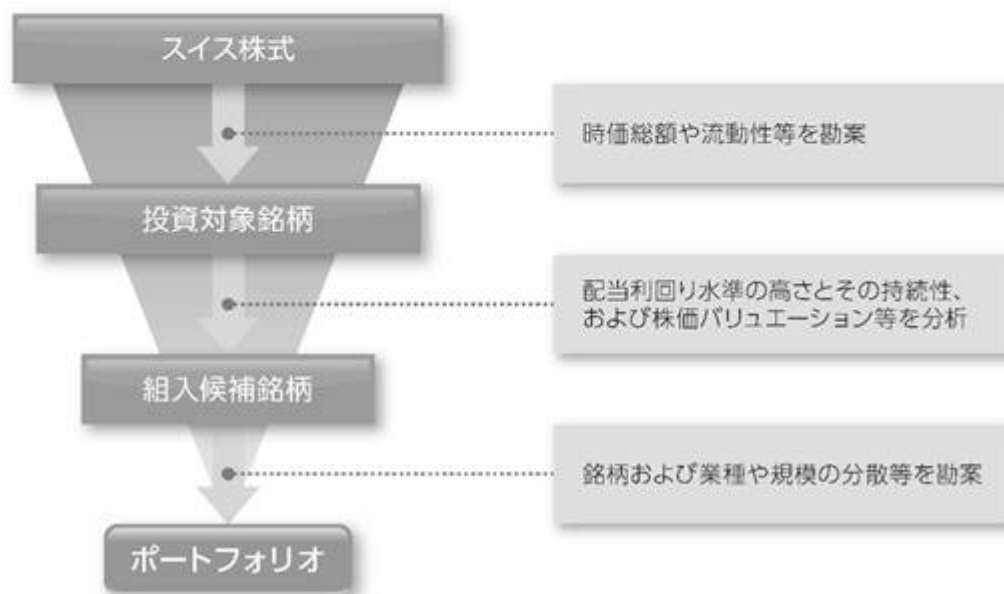 スイス株式
時価総額や流動性等を勘案
投資対象銘柄
配当利回り水準の高さとその持続性、
および株価バリュエーション等を分析
組入候補銘柄
銘柄および業種や規模の分散等を勘案
ポートフォリオ